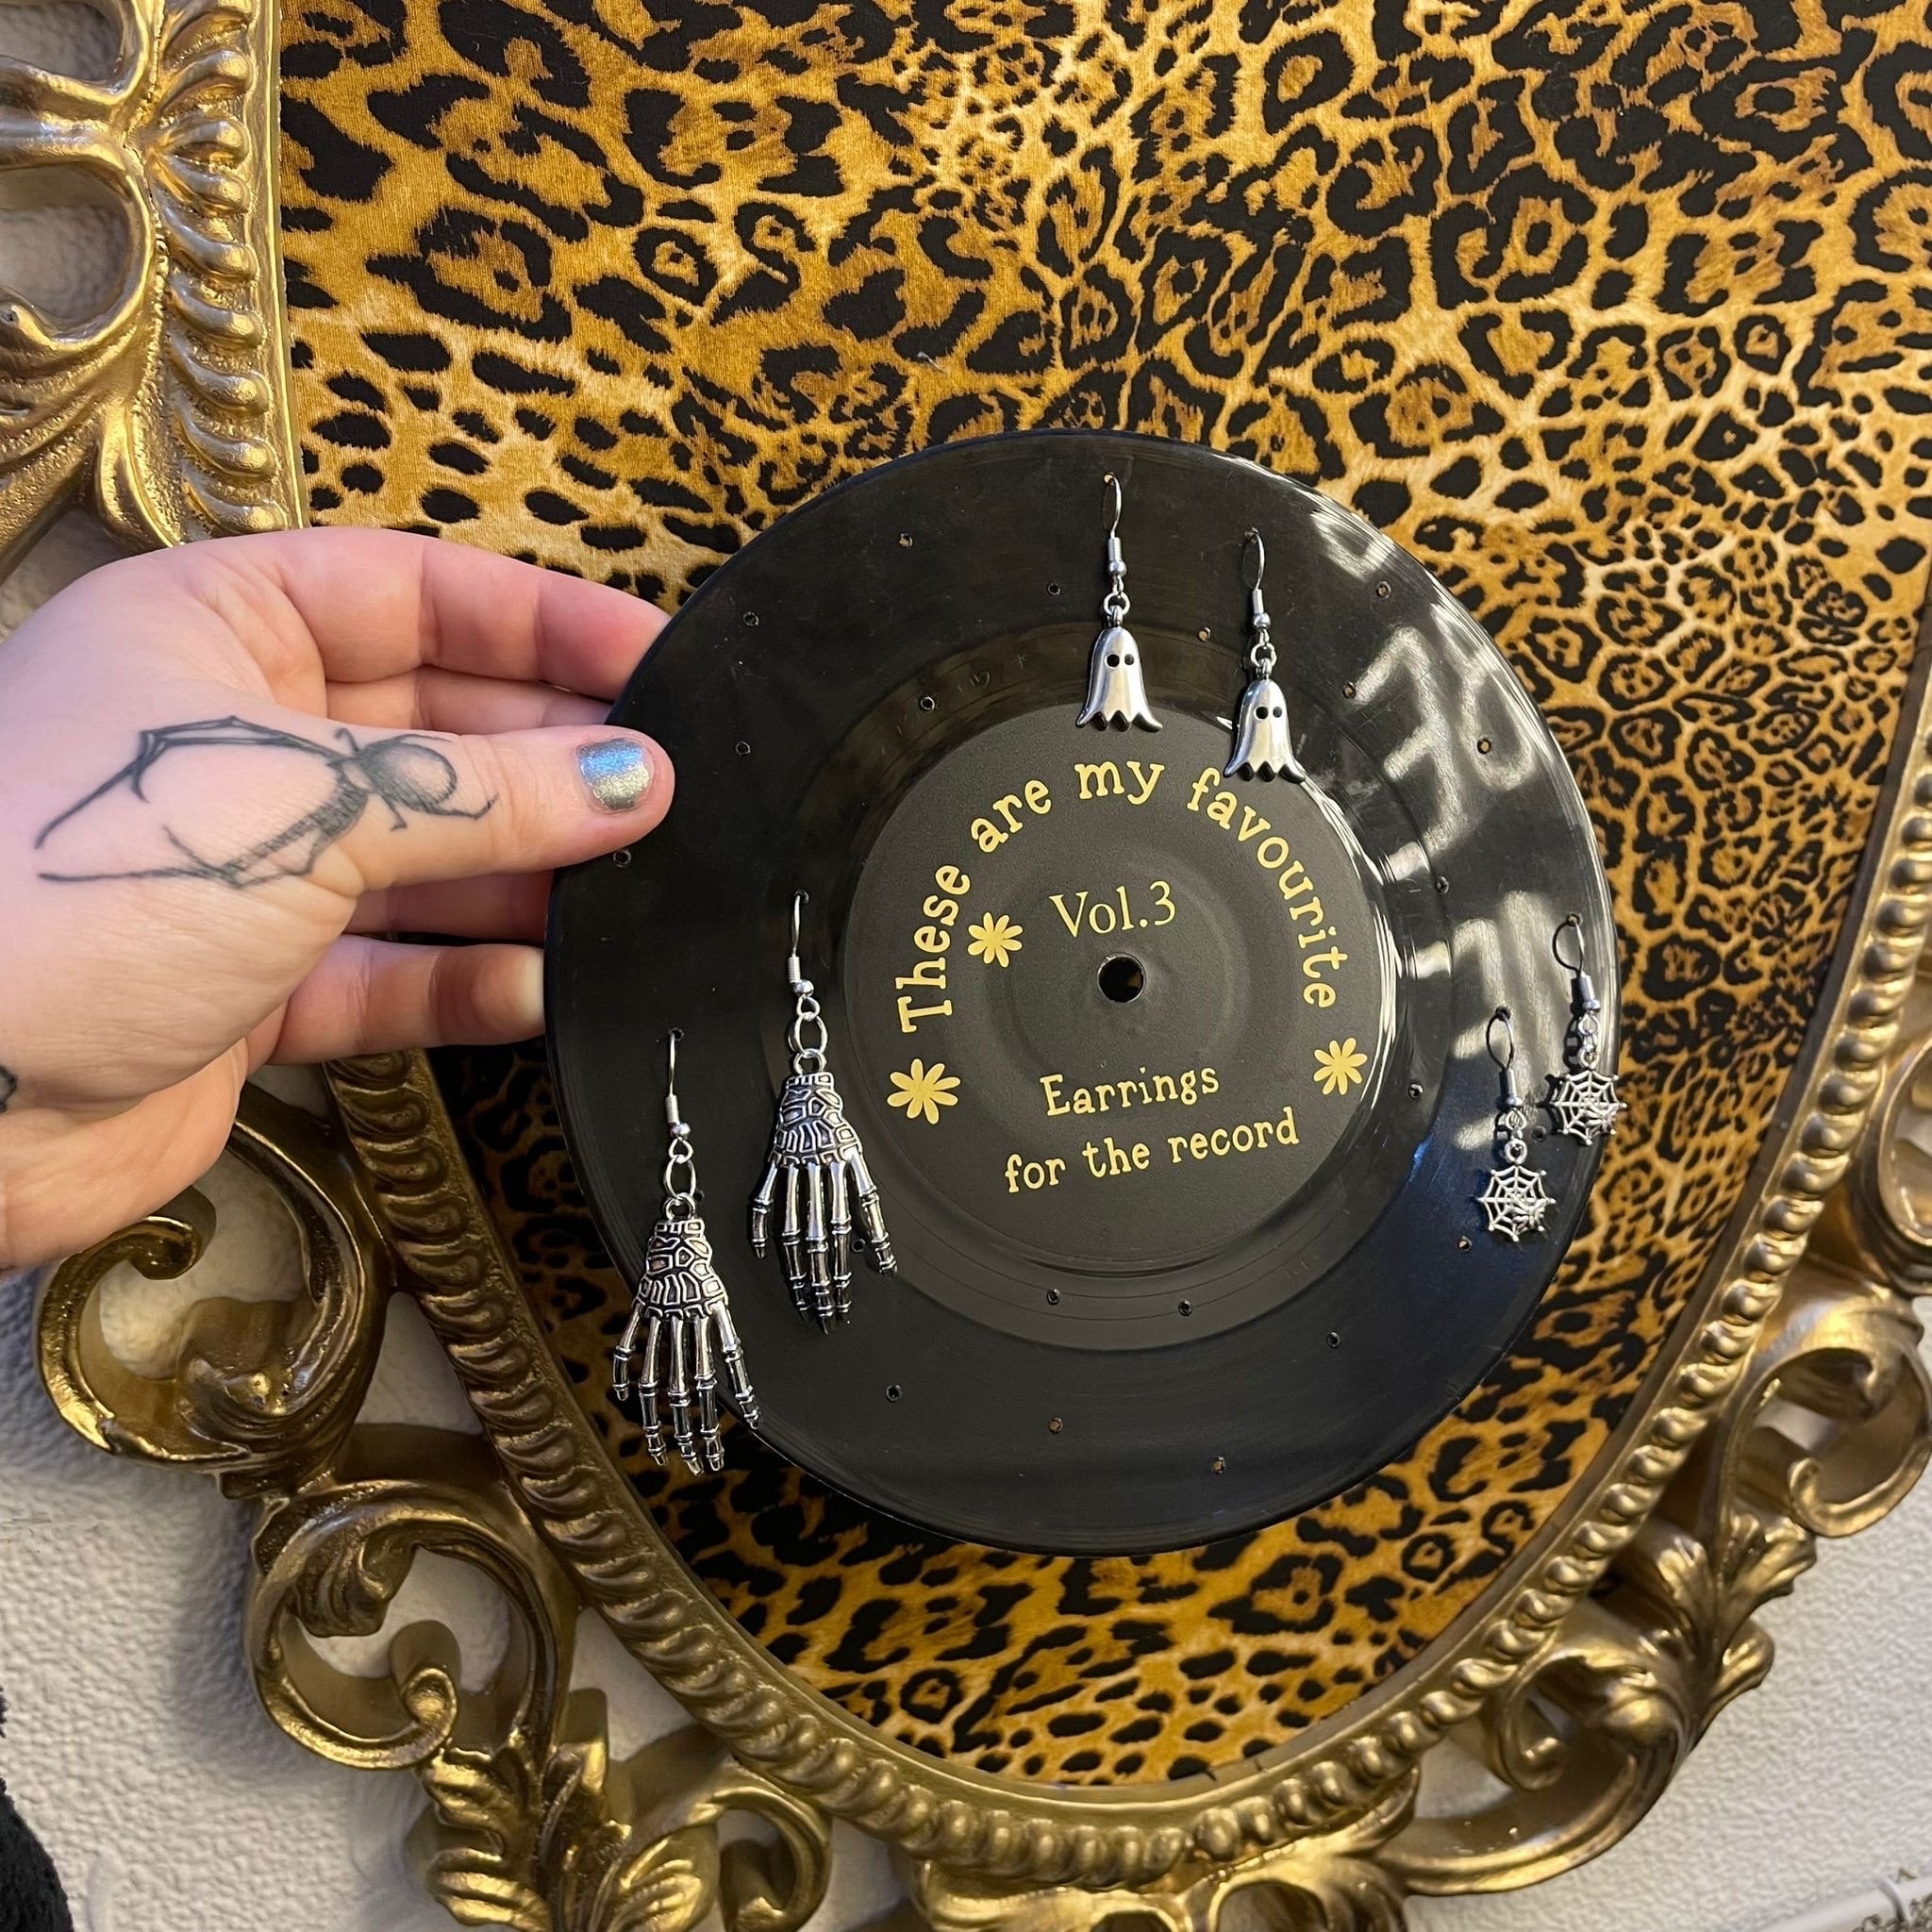 These are my favourite
Vol.3
Earrings
for the record